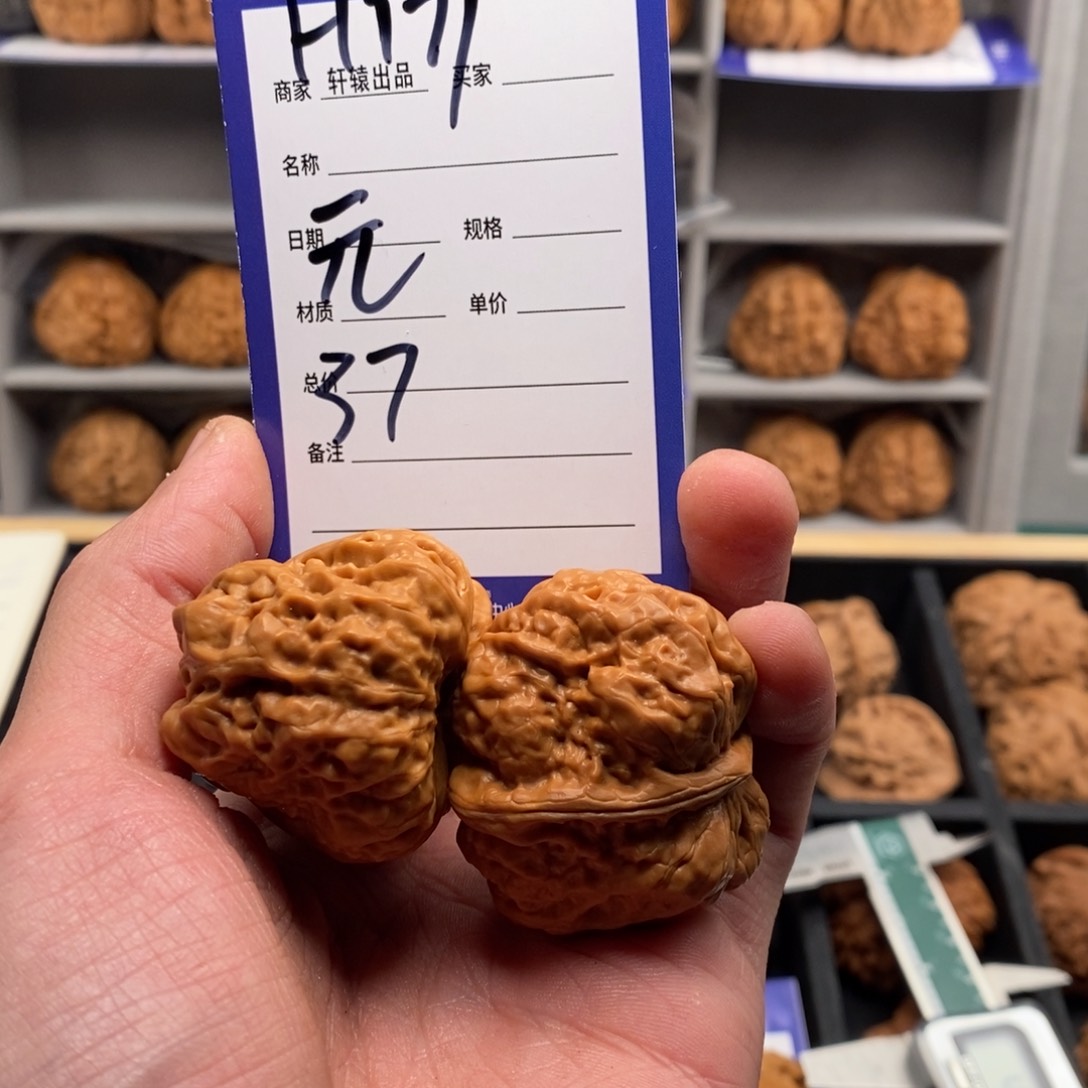 商家 轩辕出品 买家
名称
元
日期 规格
材质 单价
37
总价
备注